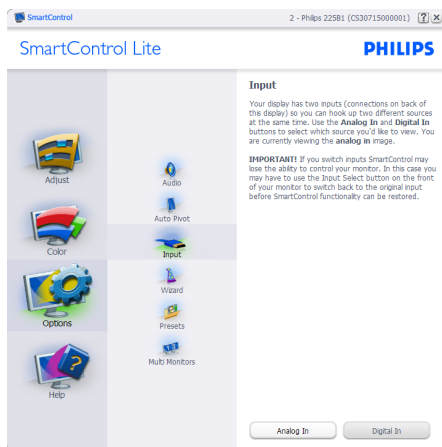 SmartControl
2 - Philips 225B1 (CS30715000001)
SmartControl Lite
PHILIPS
Adjust
Color
Options
Help
Audio
Auto Pivot
Input
Wizard
Presets
Multi Monitors
Input
Your display has two inputs (connections on back of
this display) so you can hook up two different sources
at the same time. Use the Analog In and Digital In
buttons to select which source you'd like to view. You
are currently viewing the analog in image.
IMPORTANT! If you switch inputs SmartControl may
lose the ability to control your monitor. In this case you
may have to use the Input Select button on the front
of your monitor to switch back to the original input
before SmartControl functionality can be restored.
Analog In
Digital In